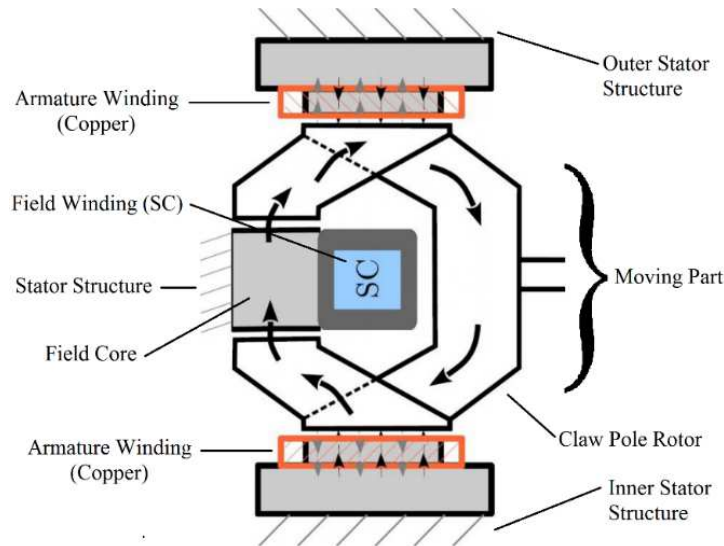 Outer Stator
Structure
Armature Winding
(Copper)
Field Winding (SC)
SC
Moving Part
Stator Structure
Field Core
Claw Pole Rotor
Armature Winding
(Copper)
Inner Stator
Structure